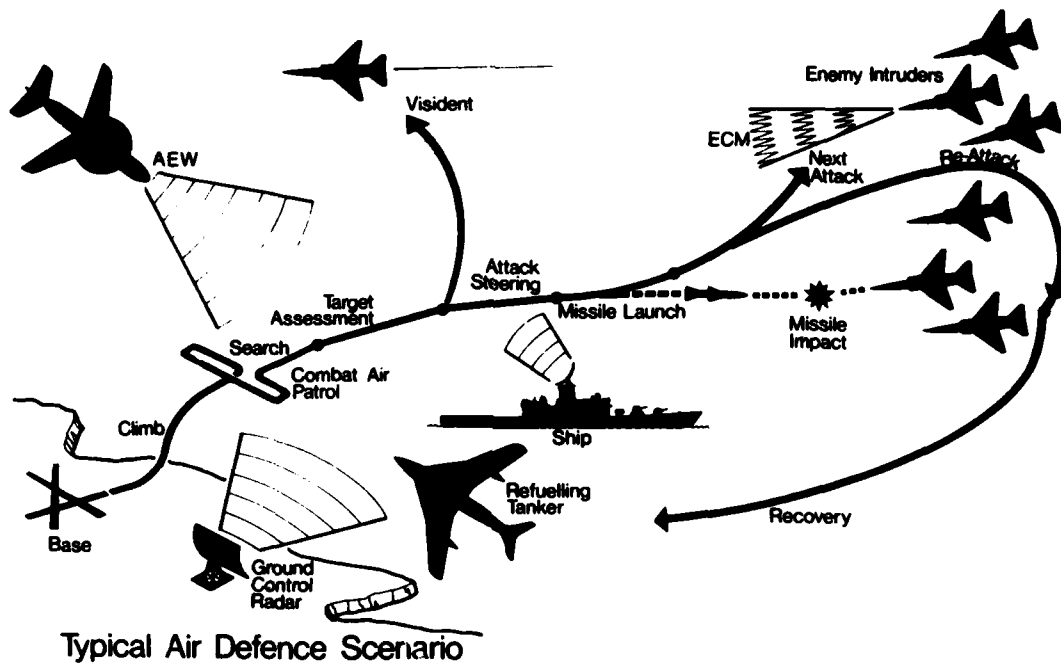 Enemy Intruders
Visident
ECM
AEW
Next
Attack
Re-Attack
Attack
Steering
Target
Assessment
Missile Launch
Missile
Impact
Search
Combat Air
Patrol
Climb
Ship
Refuelling
Tanker
Recovery
Base
Ground
Control
Radar
Typical Air Defence Scenario